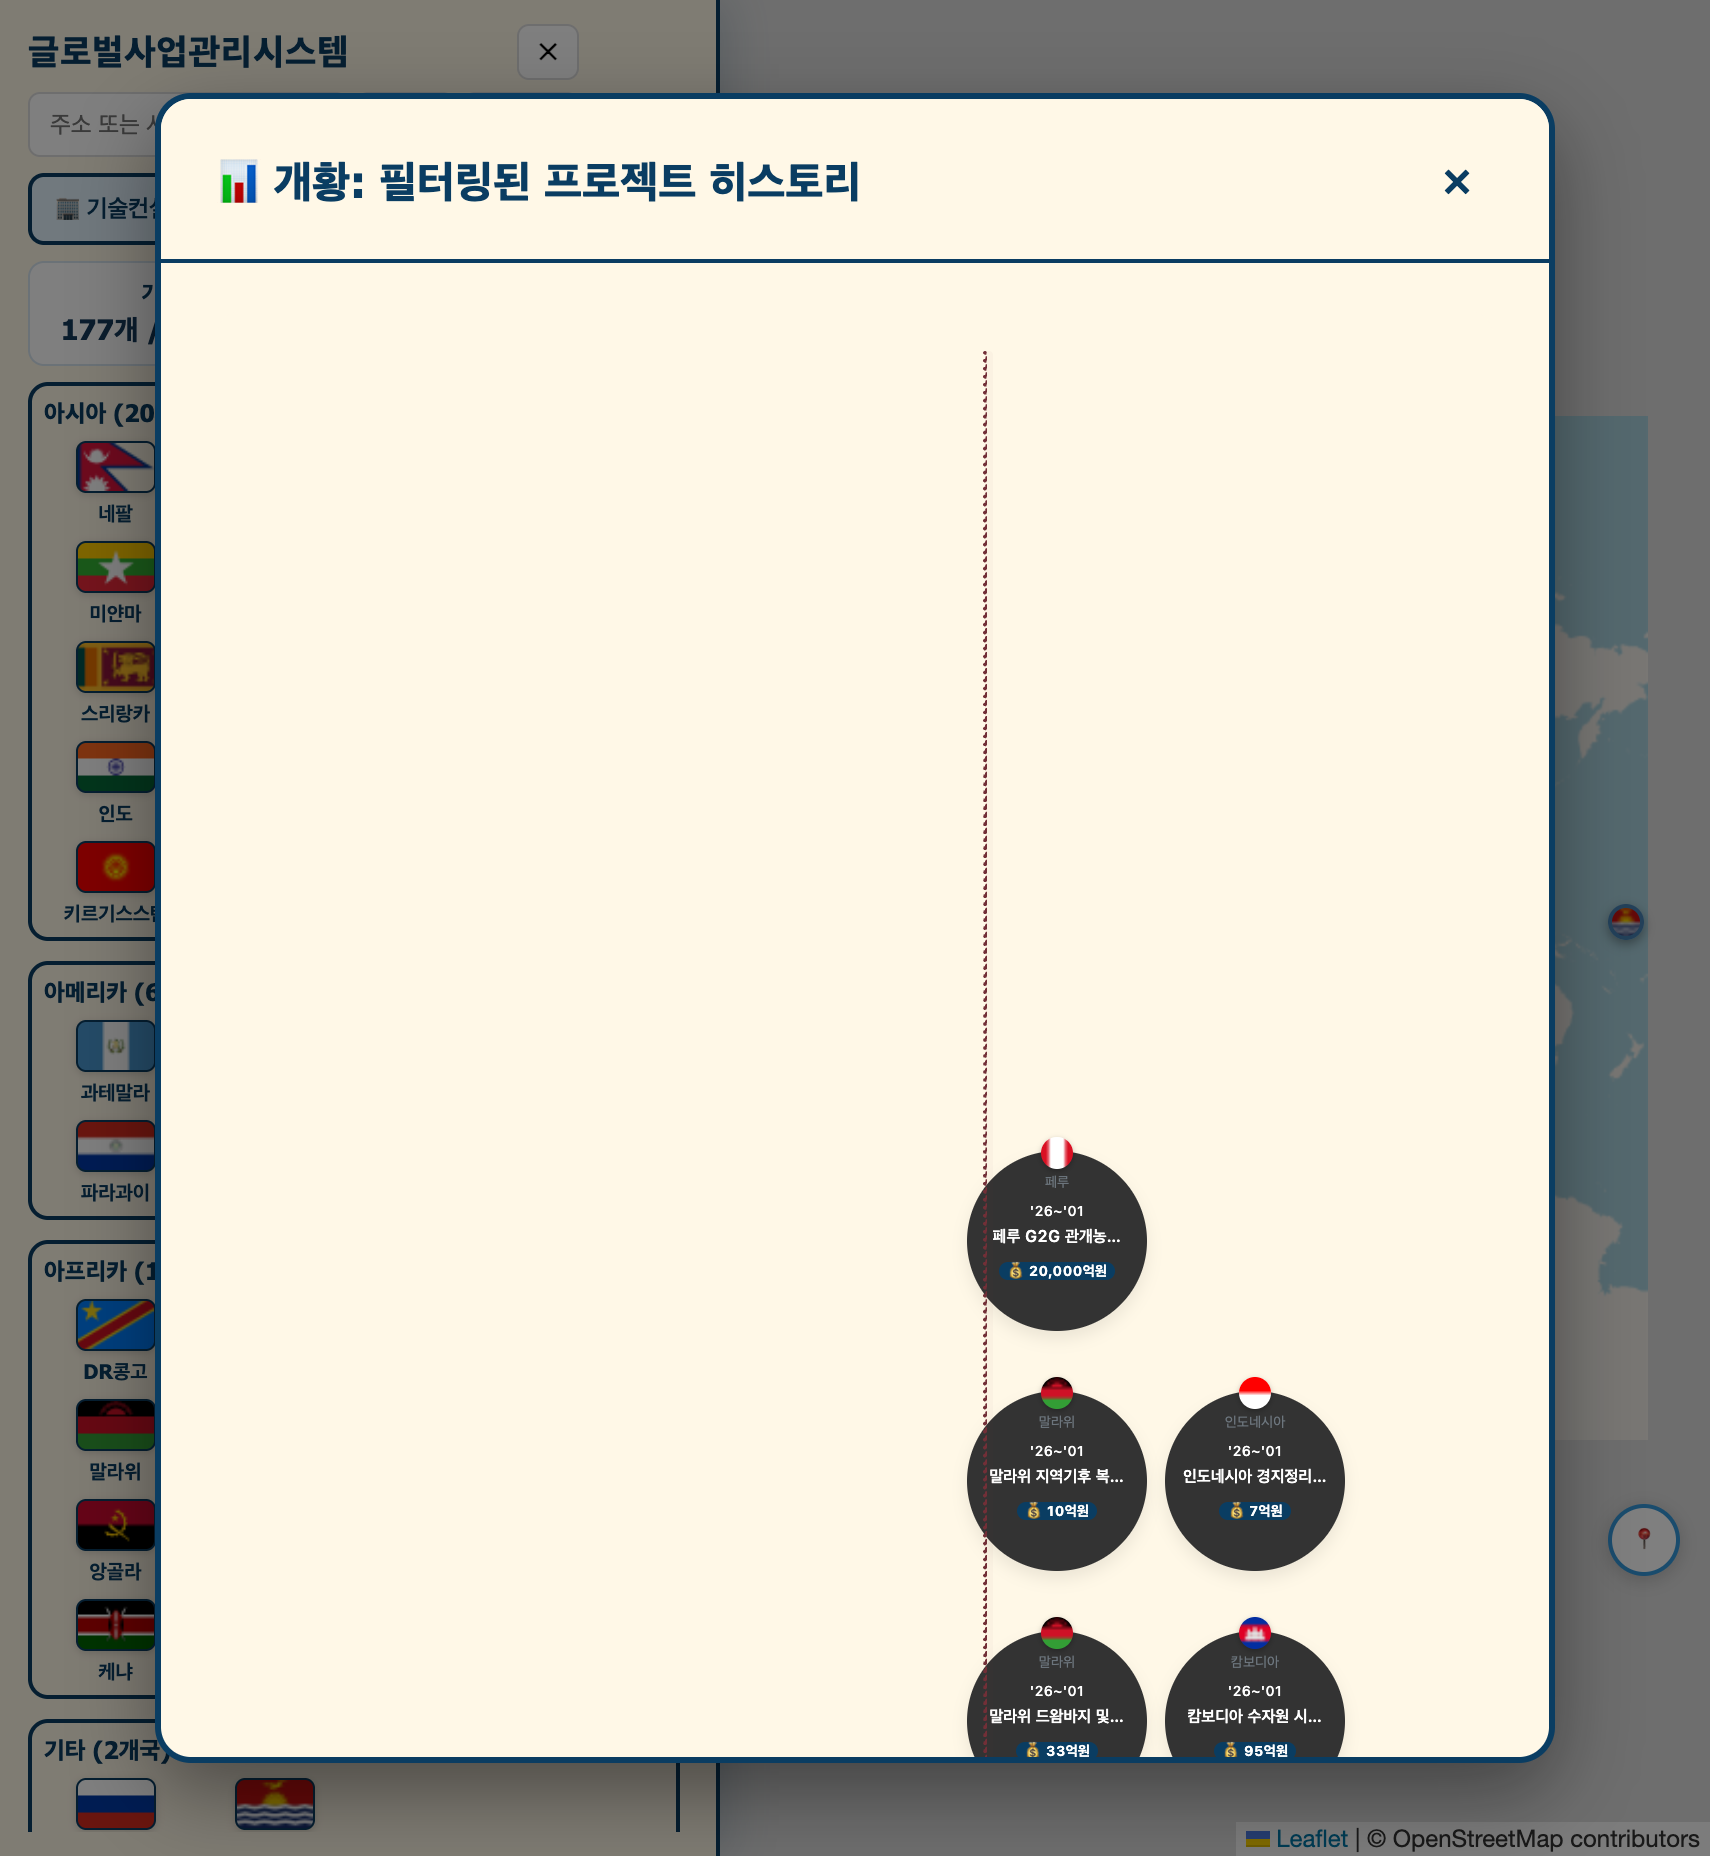 글로벌사업관리시스템
×
주소 또는
기술컨
177개 /
아시아 (20
네팔
미얀마
스리랑카
인도
키르기스스탄
아메리카 (6
과테말라
파라과이
아프리카 (1
DR콩고
말라위
앙골라
케냐
기타 (2개국)
📊 개황: 필터링된 프로젝트 히스토리
×
페루
'26~'01
페루 G2G 관개농...
💰 20,000억원
말라위
'26~'01
말라위 지역기후 복...
💰 10억원
인도네시아
'26~'01
인도네시아 경지정리...
💰 7억원
말라위
'26~'01
말라위 드왐바지 및...
💰 33억원
캄보디아
'26~'01
캄보디아 수자원 시...
💰 95억원
Leaflet | © OpenStreetMap contributors